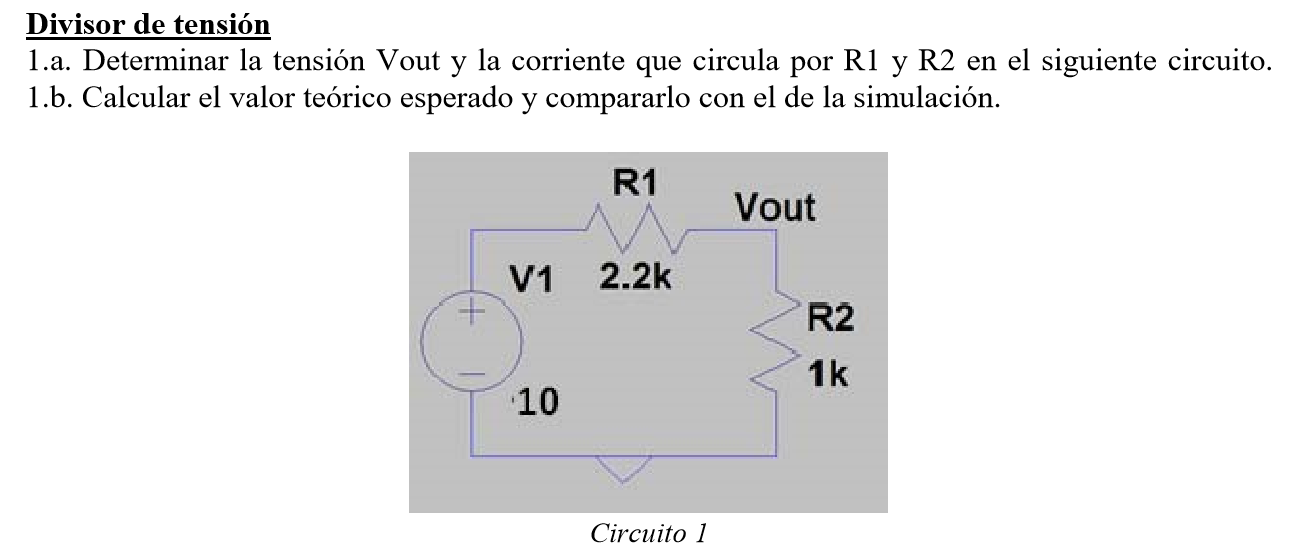 Divisor de tensión
1.a. Determinar la tensión Vout y la corriente que circula por R1 y R2 en el siguiente circuito.
1.b. Calcular el valor teórico esperado y compararlo con el de la simulación.
R1
Vout
V1 2.2k
R2
1k
10
Circuito 1